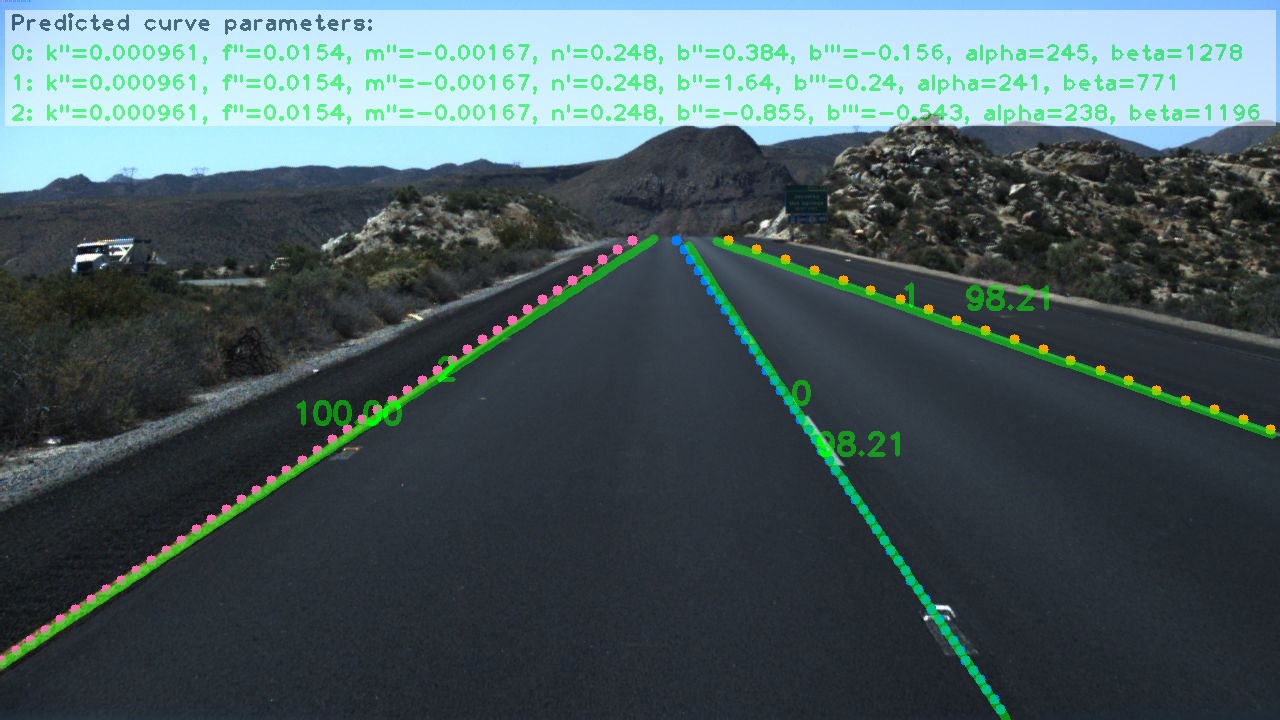 Predicted curve parameters:
0: k''=0.000961, f''=0.0154, m''=-0.00167, n'=0.248, b''=0.384, b'''=-0.156, alpha=245, beta=1278
1: k''=0.000961, f''=0.0154, m''=-0.00167, n'=0.248, b''=1.64, b'''=0.24, alpha=241, beta=771
2: k''=0.000961, f''=0.0154, m''=-0.00167, n'=0.248, b''=-0.855, b'''=-0.543, alpha=238, beta=1196
1 98.21
2
100.00
0
98.21